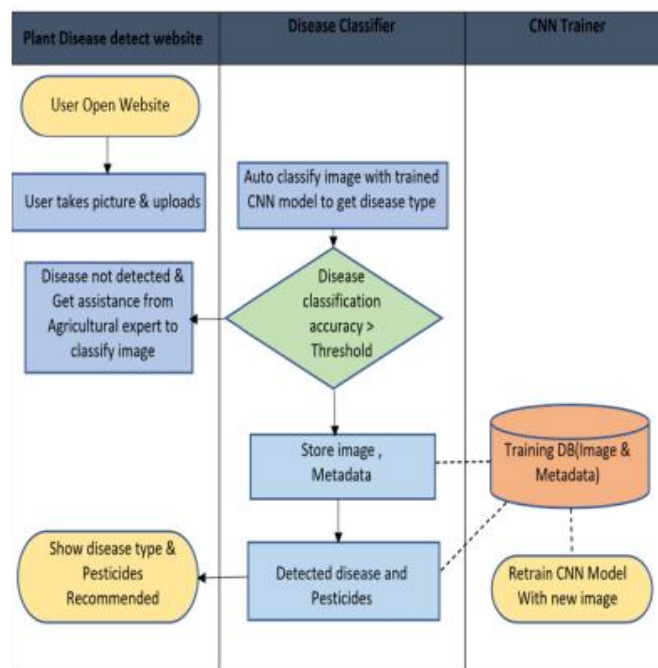 Plant Disease detect website
Disease Classifier
CNN Trainer
User Open Website
User takes picture & uploads
Auto classify image with trained
CNN model to get disease type
Disease not detected &
Get assistance from
Agricultural expert to
classify image
Disease
classification
accuracy >
Threshold
Store image ,
Metadata
Training DB(Image &
Metadata)
Show disease type &
Pesticides
Recommended
Detected disease and
Pesticides
Retrain CNN Model
With new image